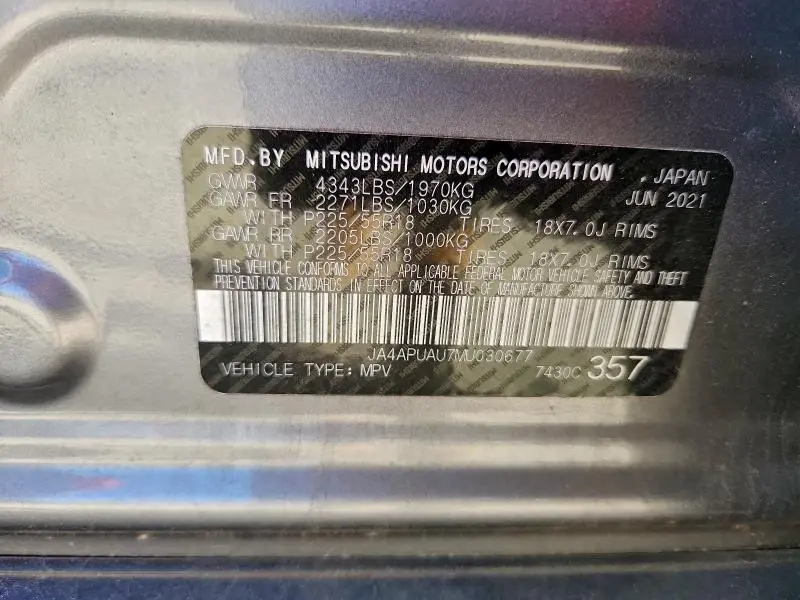 MFD.BY MITSUBISHI MOTORS CORPORATION , JAPAN
GVWR 4343LBS/1970KG JUN 2021
GAWR FR 2271LBS/1030KG
WITH P225/55R18 TIRES, 18X7.0J RIMS
GAWR RR 2205LBS/1000KG
WITH P225/55R18 TIRES, 18X7.0J RIMS
THIS VEHICLE CONFORMS TO ALL APPLICABLE FEDERAL MOTOR VEHICLE SAFETY AND THEFT
PREVENTION STANDARDS IN EFFECT ON THE DATE OF MANUFACTURE SHOWN ABOVE.
JA4APUAU7MU030677
VEHICLE TYPE: MPV 7430C 357